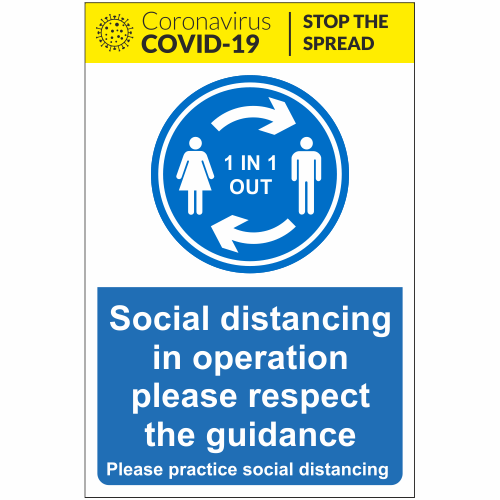 Coronavirus
COVID-19
STOP THE
SPREAD
1 IN 1
OUT
Social distancing
in operation
please respect
the guidance
Please practice social distancing